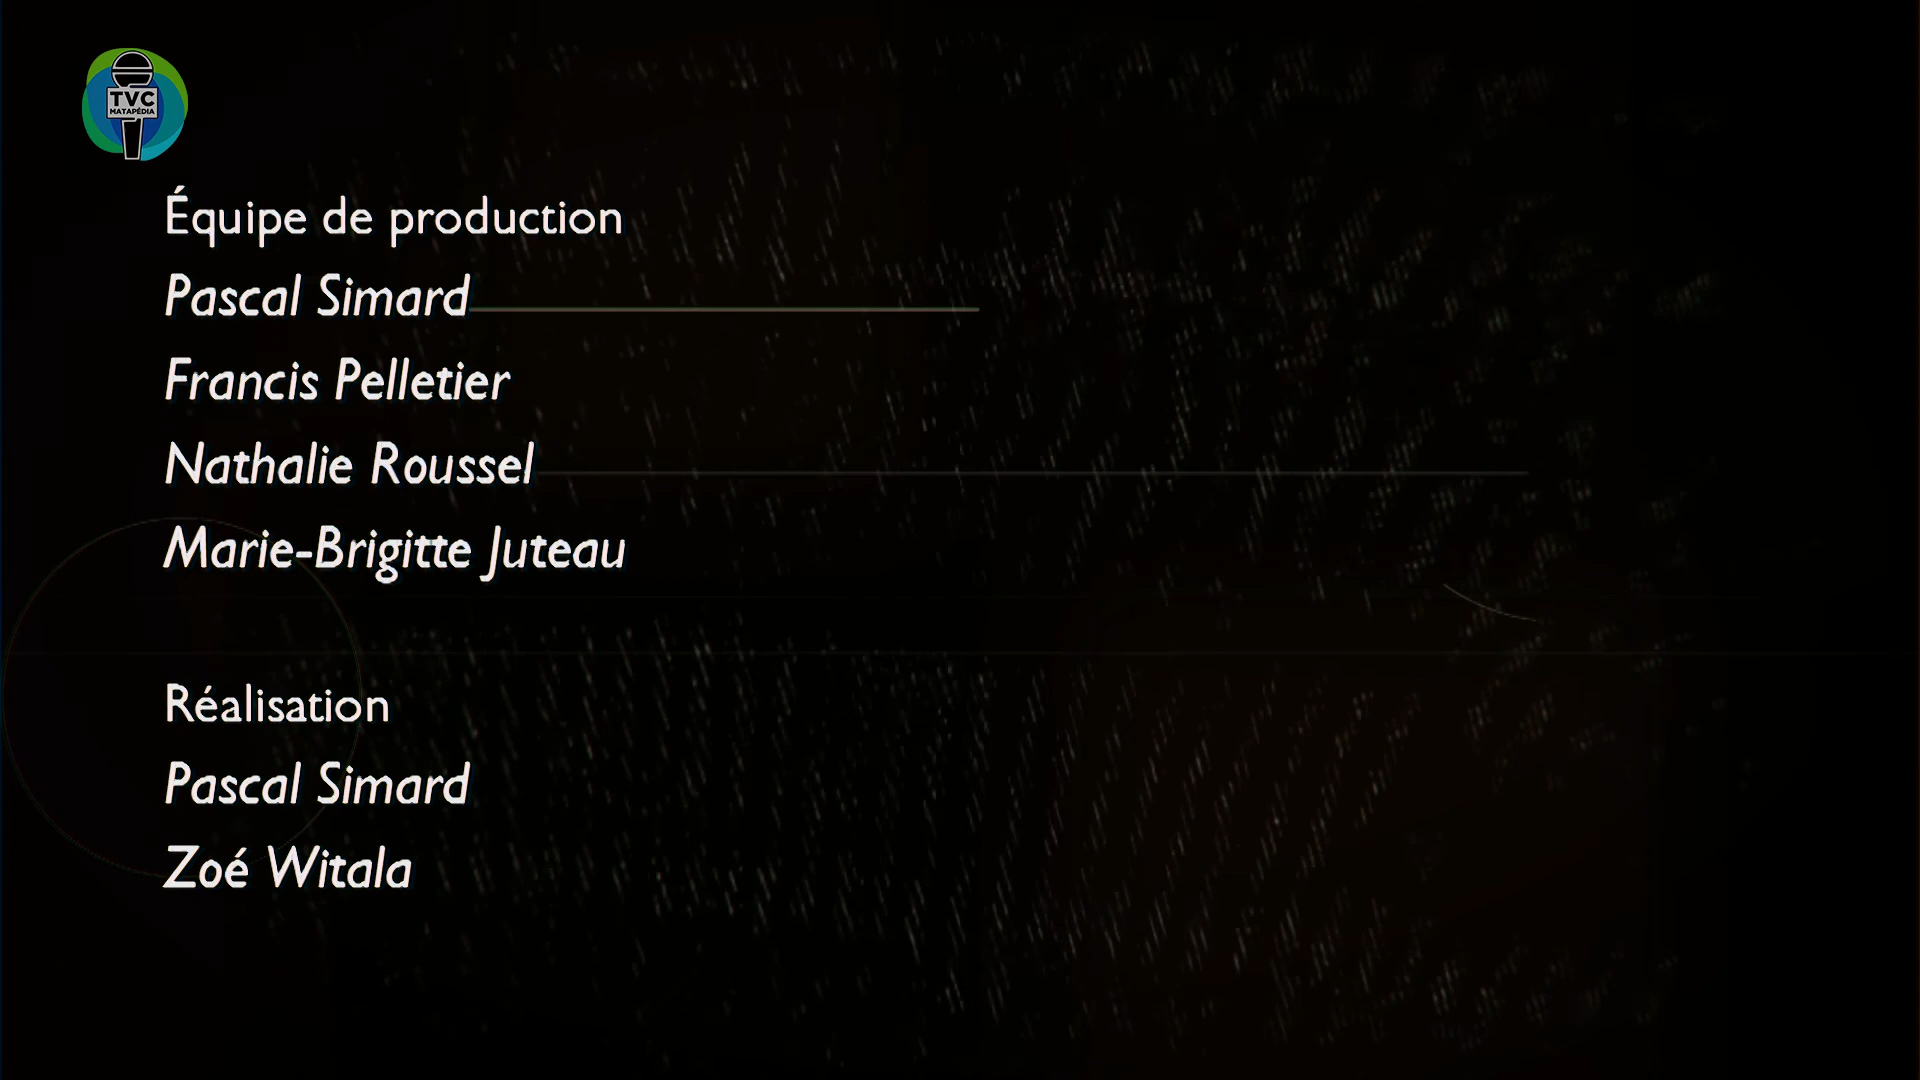 TVC
MATAPÉDIA
Équipe de production
Pascal Simard
Francis Pelletier
Nathalie Roussel
Marie-Brigitte Juteau
Réalisation
Pascal Simard
Zoé Witala